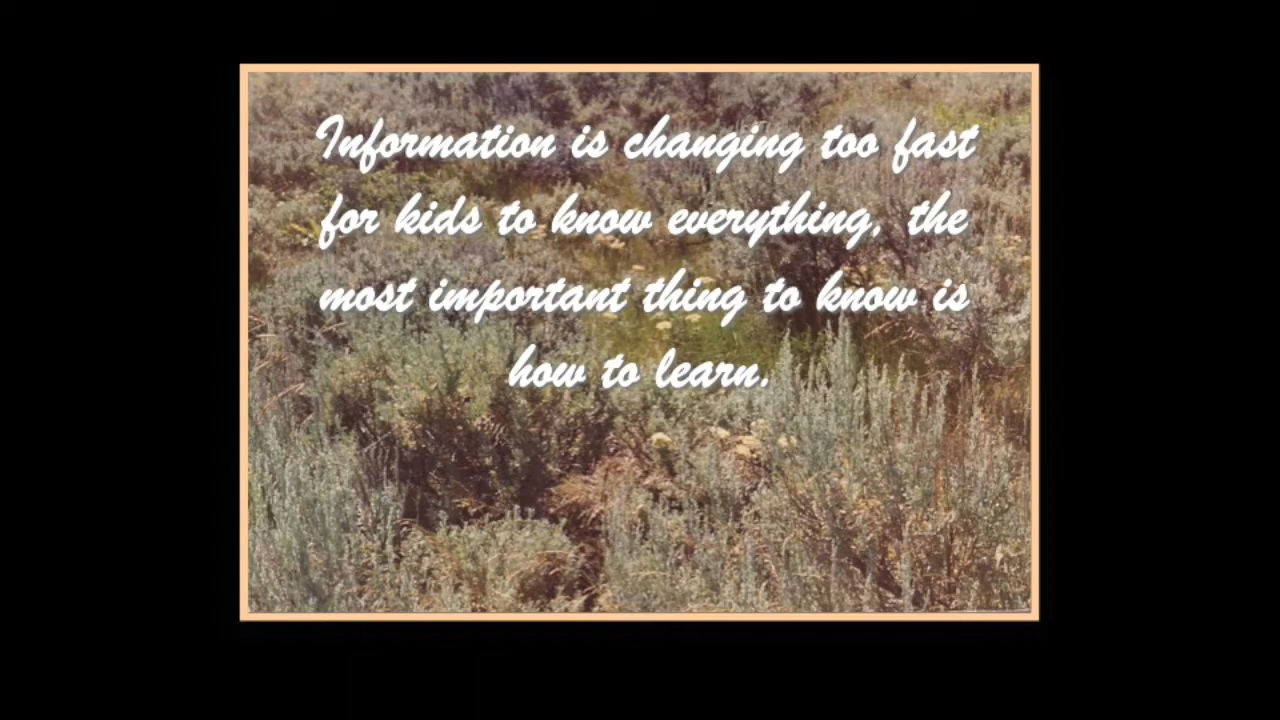 Information is changing too fast
for kids to know everything, the
most important thing to know is
how to learn.